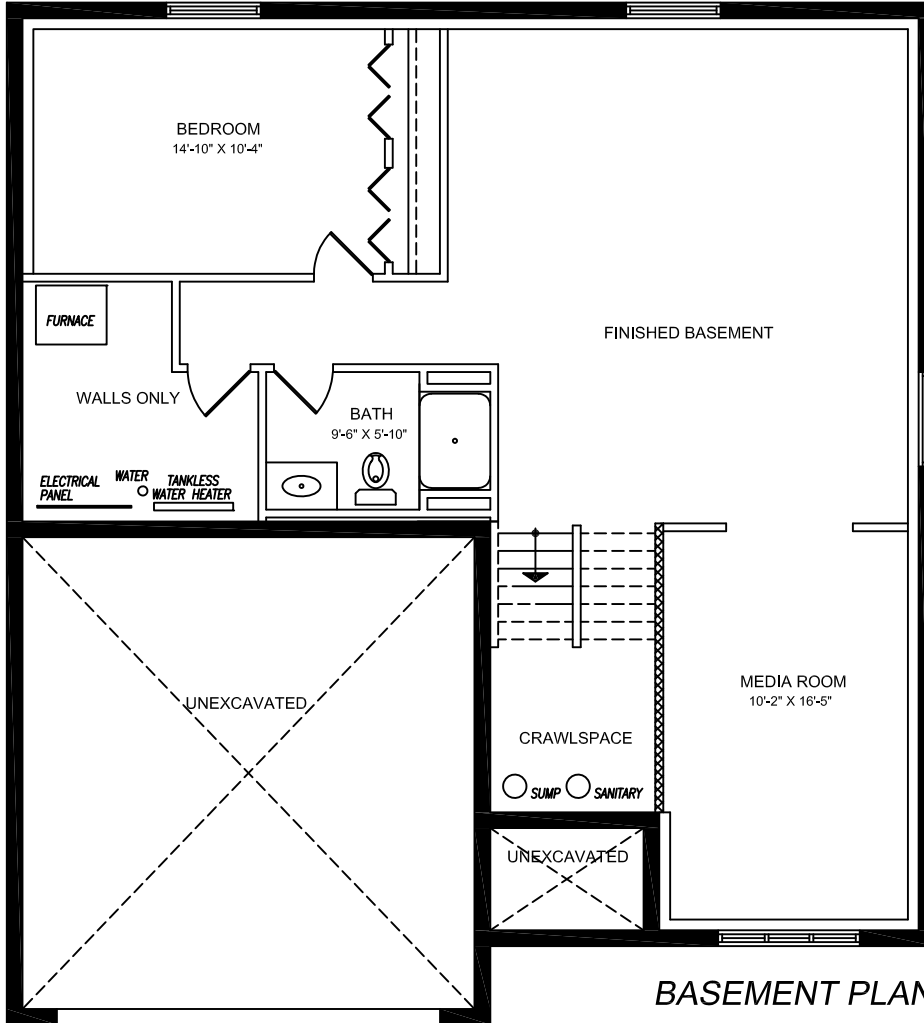 BEDROOM
14'-10" X 10'-4"
FURNACE
FINISHED BASEMENT
WALLS ONLY
BATH
9'-6" X 5'-10"
ELECTRICAL
PANEL
WATER
TANKLESS
WATER HEATER
UNEXCAVATED
MEDIA ROOM
10'-2" X 16'-5"
CRAWLSPACE
SUMP
SANITARY
UNEXCAVATED
BASEMENT PLAN